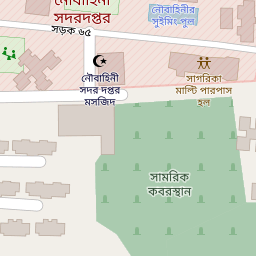 নৌবাহিনী
সদরদপ্তর
সড়ক ৬৫
নৌবাহিনীর
সুইমিং পুল
নৌবাহিনী
সদর দপ্তর
মসজিদ
সাগরিকা
মাল্টি পারপাস
হল
সামরিক
কবরস্থান